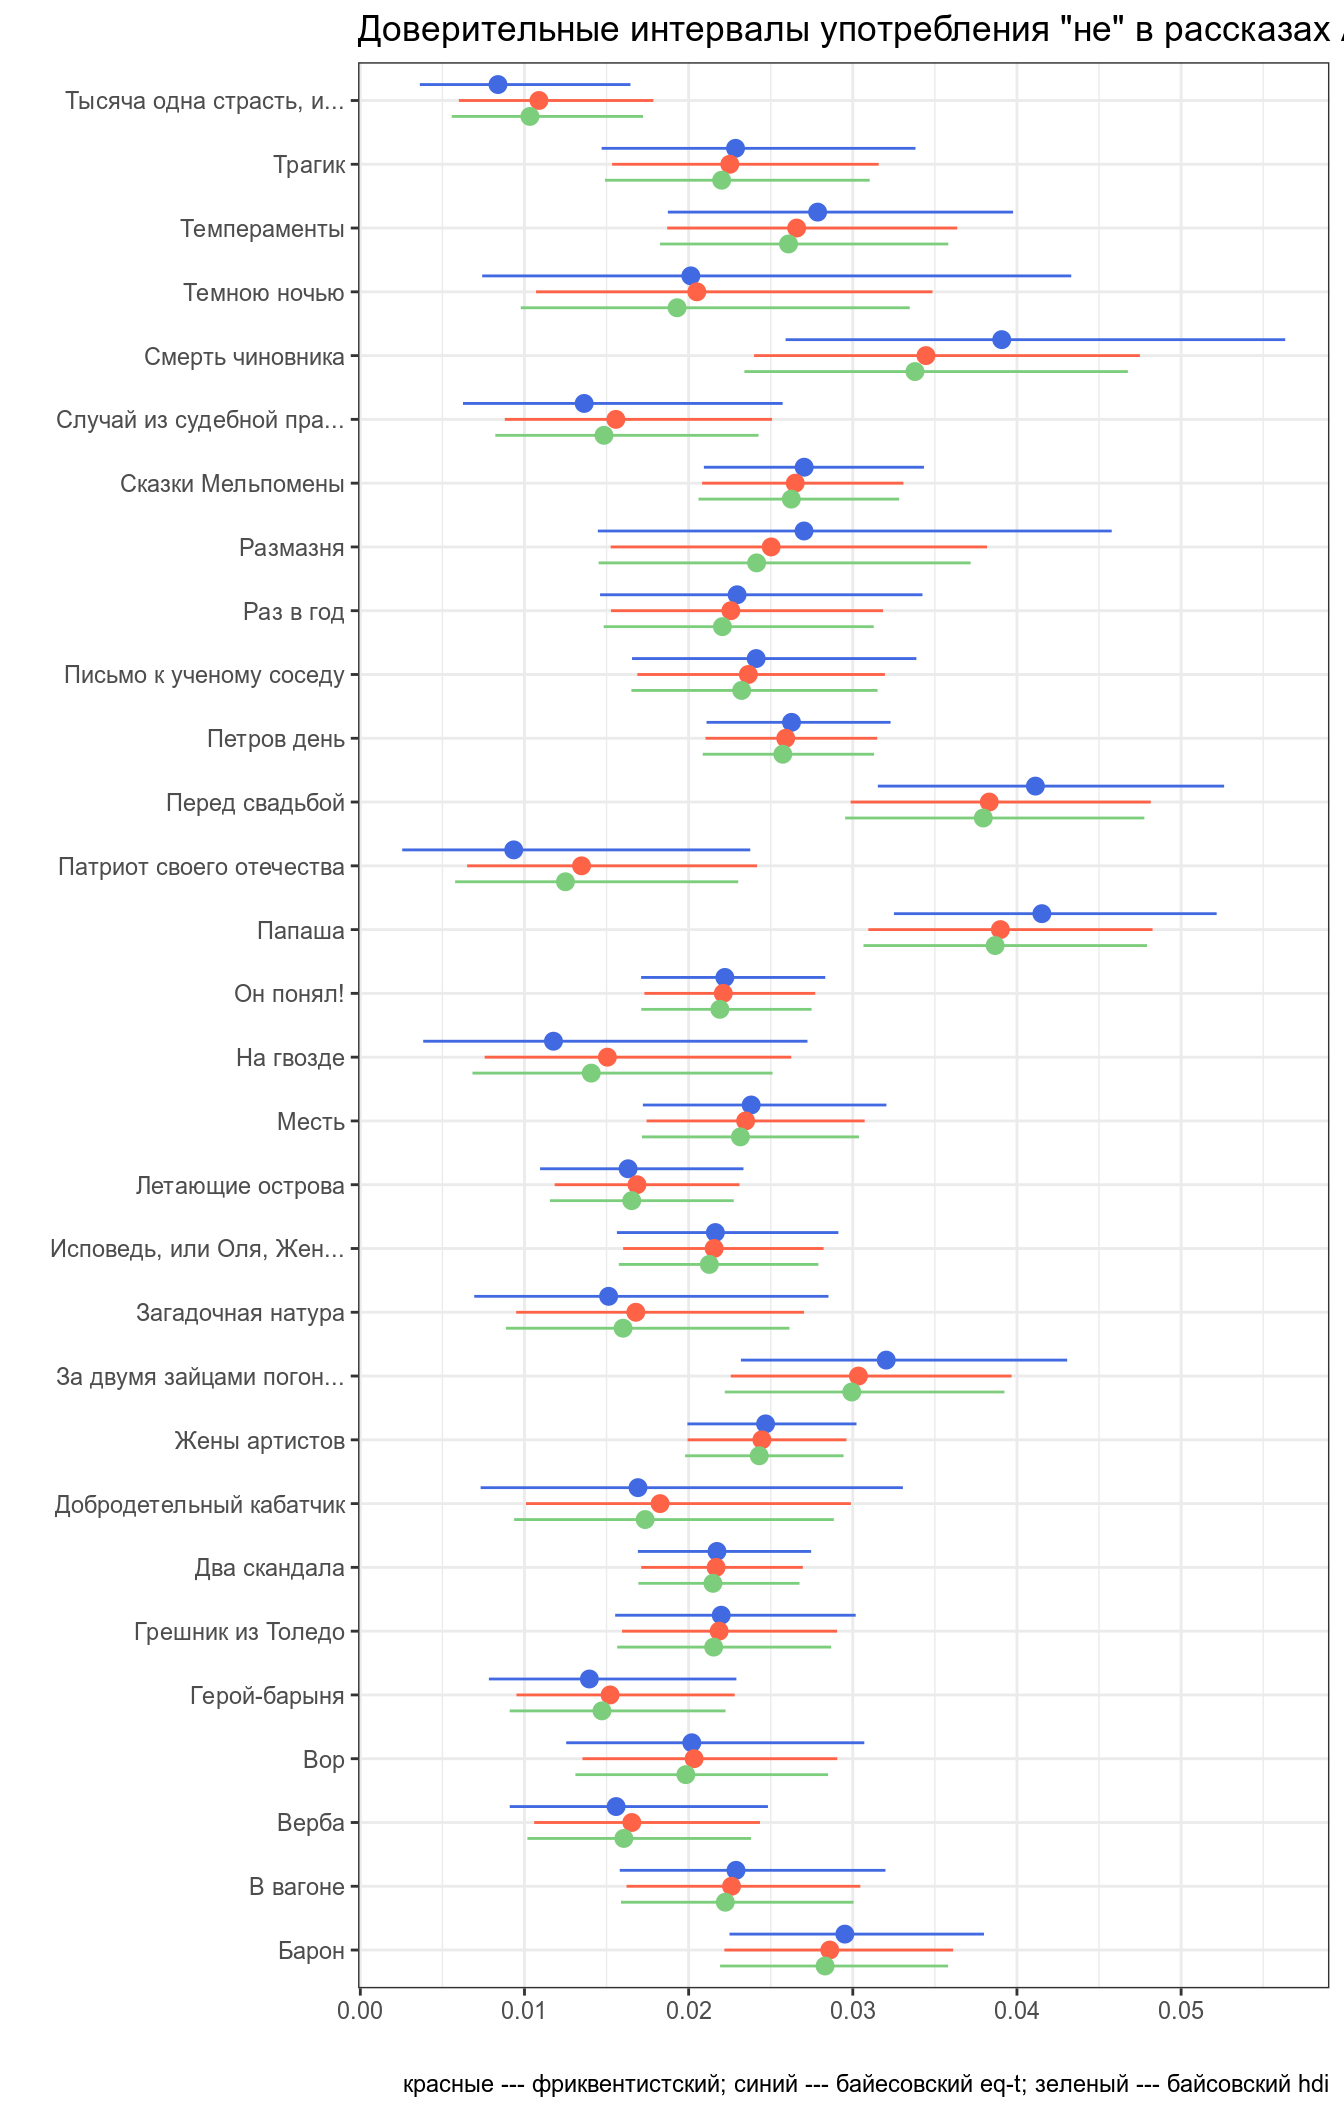 Доверительные интервалы употребления "не" в рассказах
Тысяча одна страсть, и...
Трагик
Темпераменты
Темною ночью
Смерть чиновника
Случай из судебной пра...
Сказки Мельпомены
Размазня
Раз в год
Письмо к ученому соседу
Петров день
Перед свадьбой
Патриот своего отечества
Папаша
Он понял!
На гвозде
Месть
Летающие острова
Исповедь, или Оля, Жен...
Загадочная натура
За двумя зайцами погон...
Жены артистов
Добродетельный кабатчик
Два скандала
Грешник из Толедо
Герой-барыня
Вор
Верба
В вагоне
Барон
0.00 0.01 0.02 0.03 0.04 0.05
красные --- фриквентистский; синий --- байесовский eq-t; зеленый --- байсовский hdi